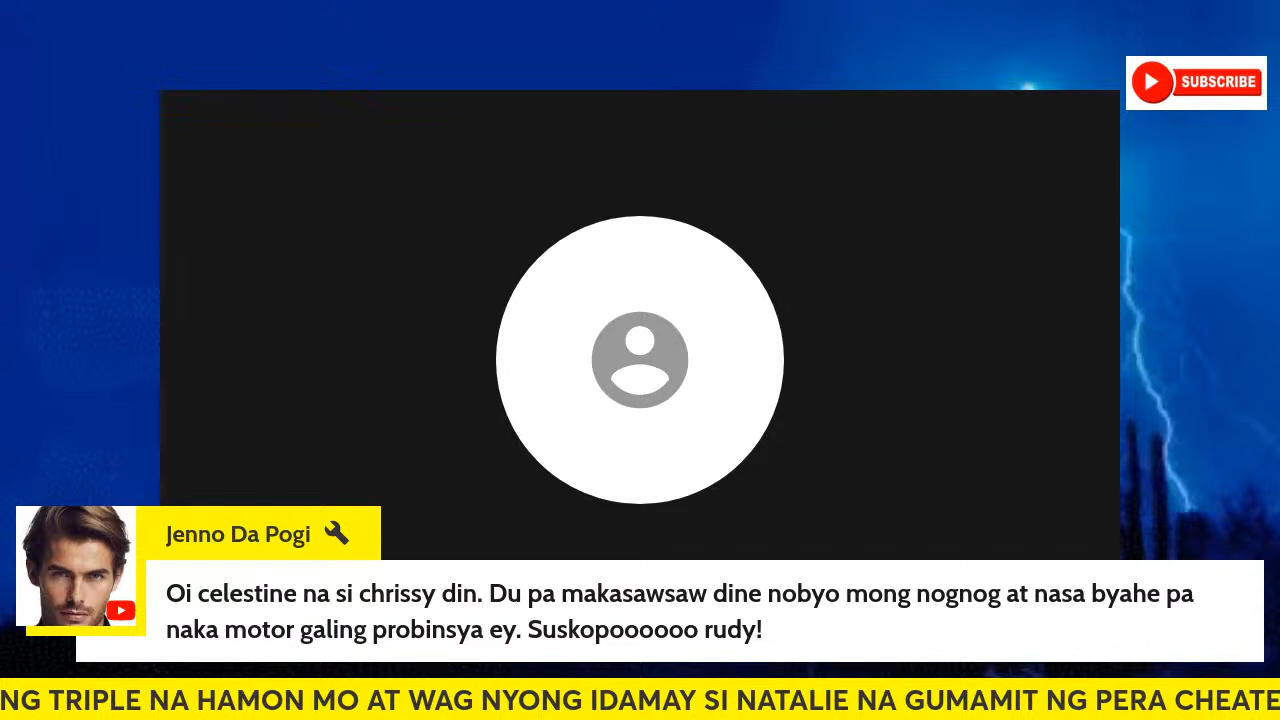 SUBSCRIBE
Jenno Da Pogi
Oi celestine na si chrissy din. Du pa makasawsaw dine nobyo mong nognog at nasa byahe pa
naka motor galing probinsya ey. Suskopoooooo rudy!
NG TRIPLE NA HAMON MO AT WAG NYONG IDAMAY SI NATALIE NA GUMAMIT NG PERA CHEATE